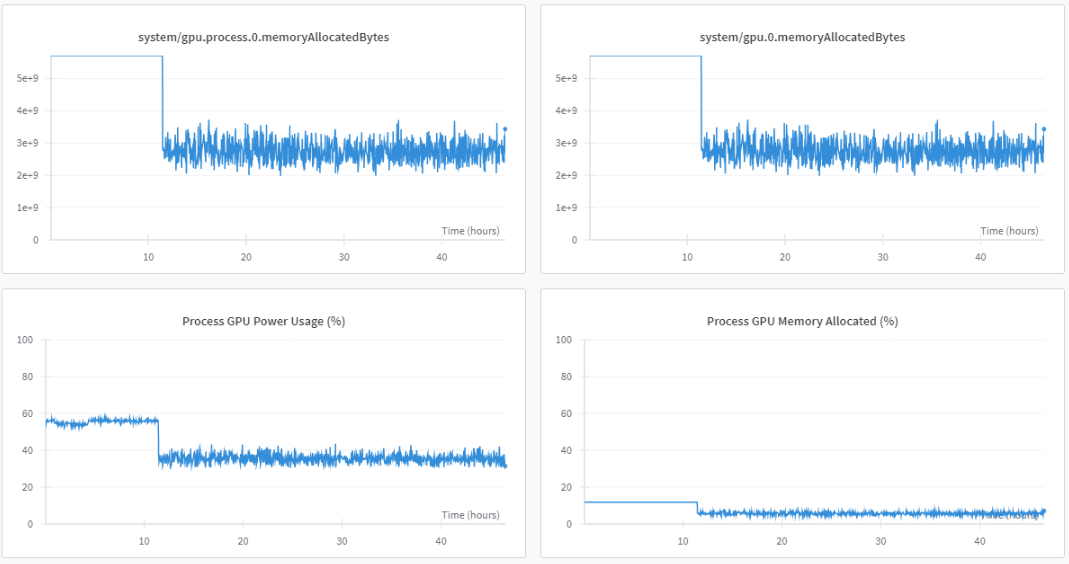 system/gpu.process.0.memoryAllocatedBytes
5e+9
4e+9
3e+9
2e+9
1e+9
0
Time (hours)
10 20 30 40
system/gpu.0.memoryAllocatedBytes
5e+9
4e+9
3e+9
2e+9
1e+9
0
Time (hours)
10 20 30 40
Process GPU Power Usage (%)
100
80
60
40
20
0
Time (hours)
10 20 30 40
Process GPU Memory Allocated (%)
100
80
60
40
20
0
Time (hours)
10 20 30 40